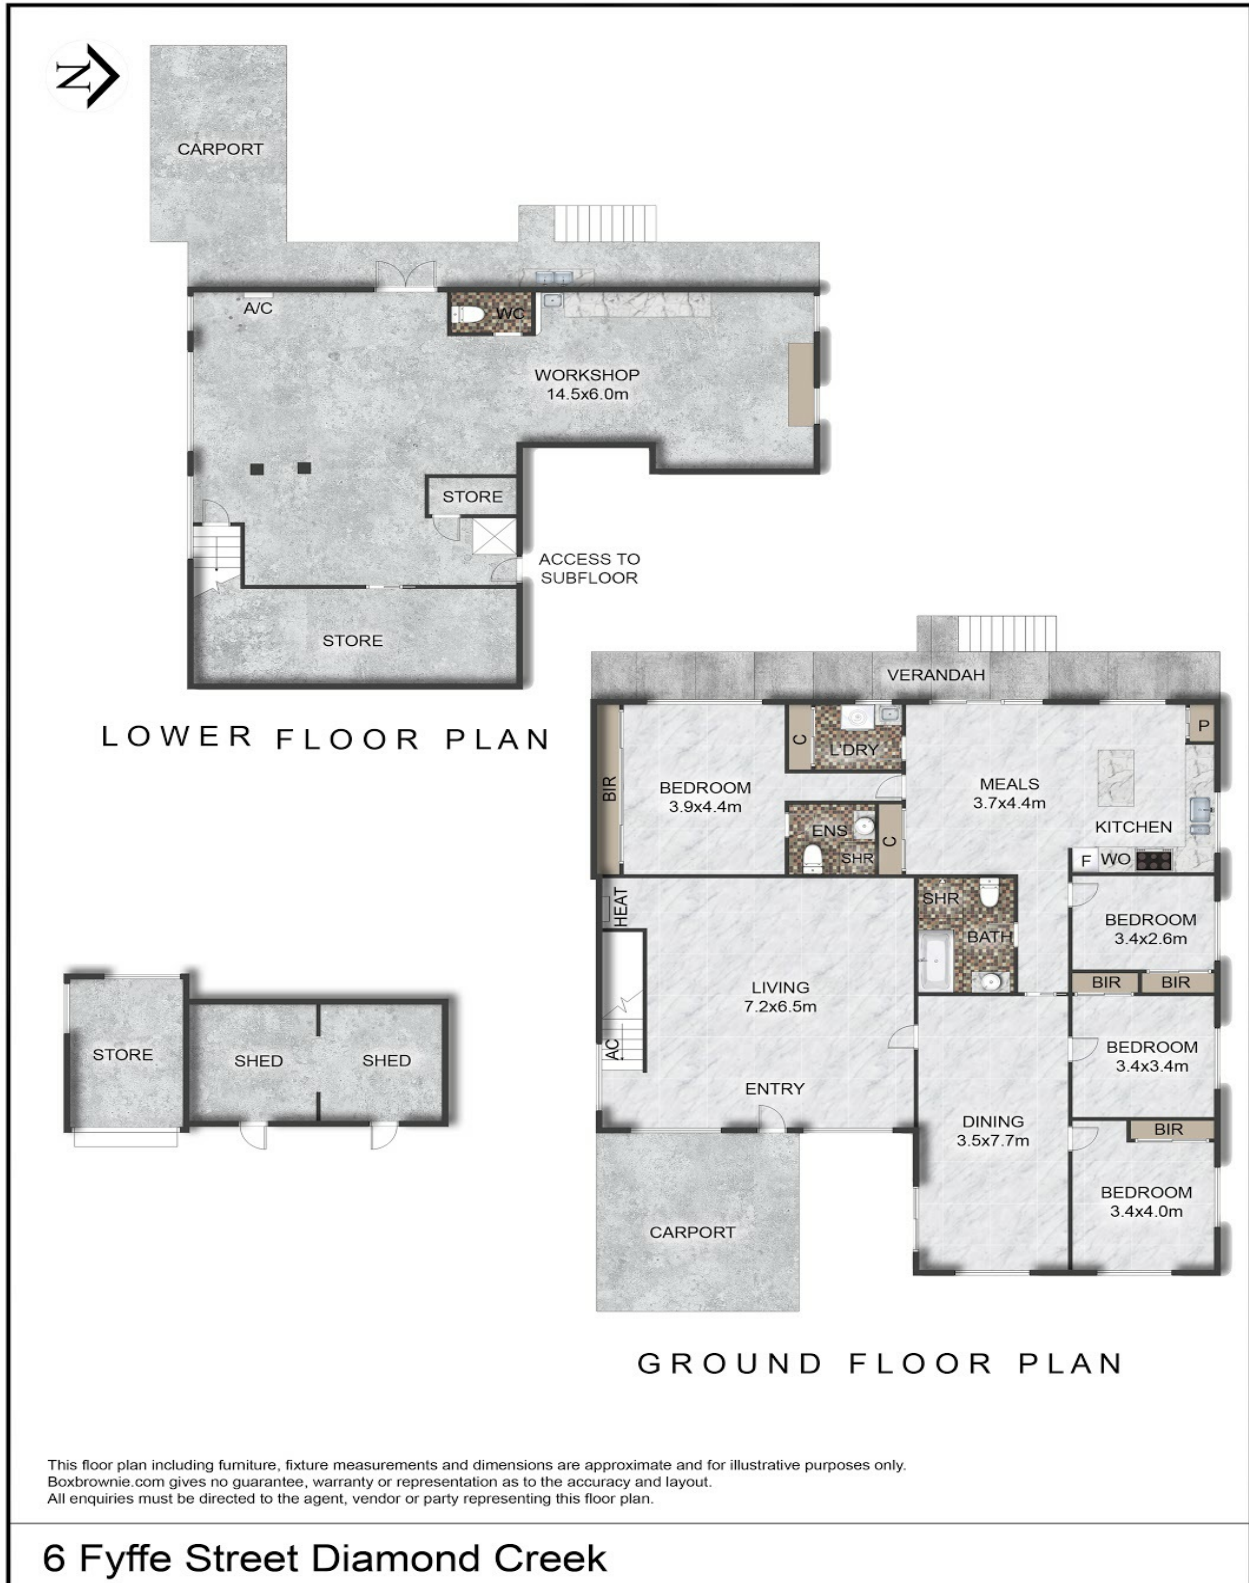 N
CARPORT
A/C
WC
WORKSHOP
14.5x6.0m
STORE
ACCESS TO
SUBFLOOR
STORE
LOWER FLOOR PLAN
VERANDAH
BIR
BEDROOM
3.9x4.4m
C
L'DRY
P
MEALS
3.7x4.4m
KITCHEN
ENS
SHR
C
F
WO
HEAT
SHR
BATH
BEDROOM
3.4x2.6m
BIR
BIR
LIVING
7.2x6.5m
AC
ENTRY
BEDROOM
3.4x3.4m
DINING
3.5x7.7m
BIR
BEDROOM
3.4x4.0m
CARPORT
STORE
SHED
SHED
GROUND FLOOR PLAN
This floor plan including furniture, fixture measurements and dimensions are approximate and for illustrative purposes only.
Boxbrownie.com gives no guarantee, warranty or representation as to the accuracy and layout.
All enquiries must be directed to the agent, vendor or party representing this floor plan.
6 Fyffe Street Diamond Creek